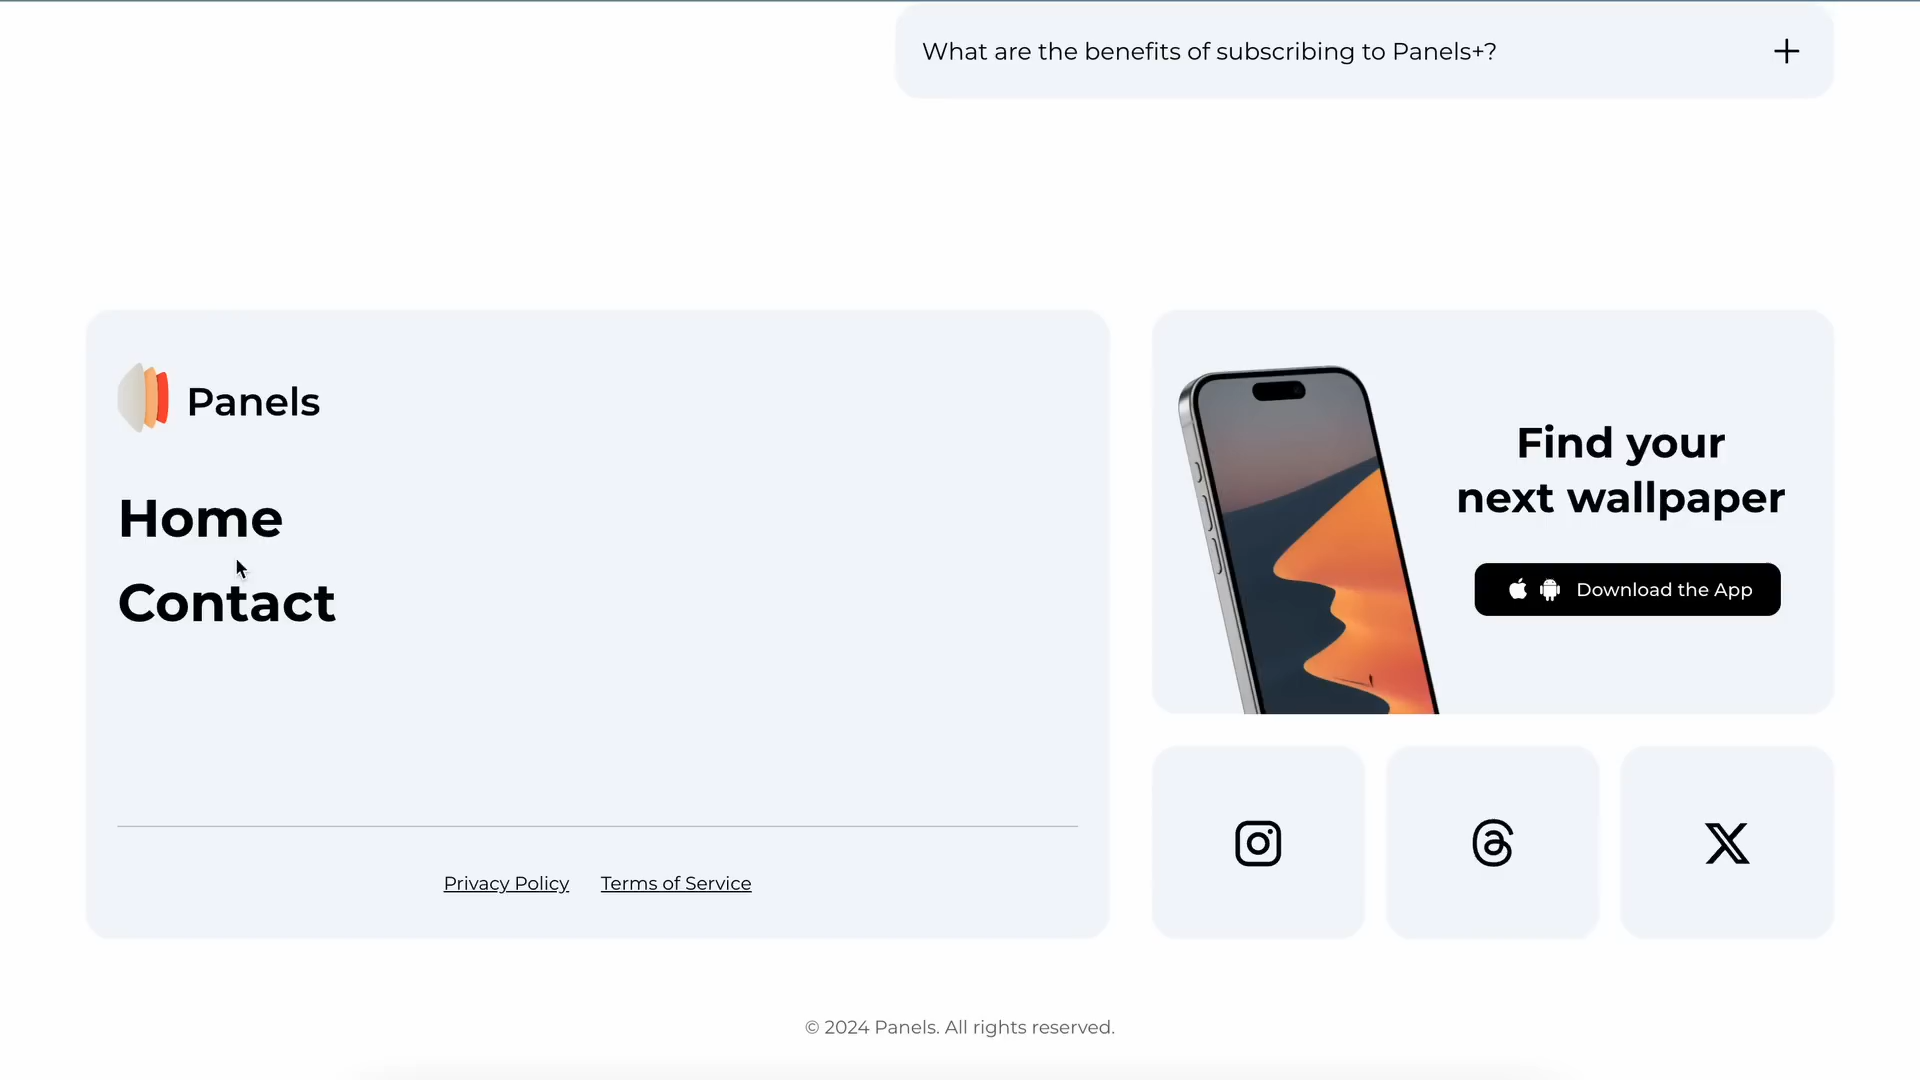 What are the benefits of subscribing to Panels+?
Panels
Home
Contact
Privacy Policy Terms of Service
Find your
next wallpaper
Download the App
© 2024 Panels. All rights reserved.